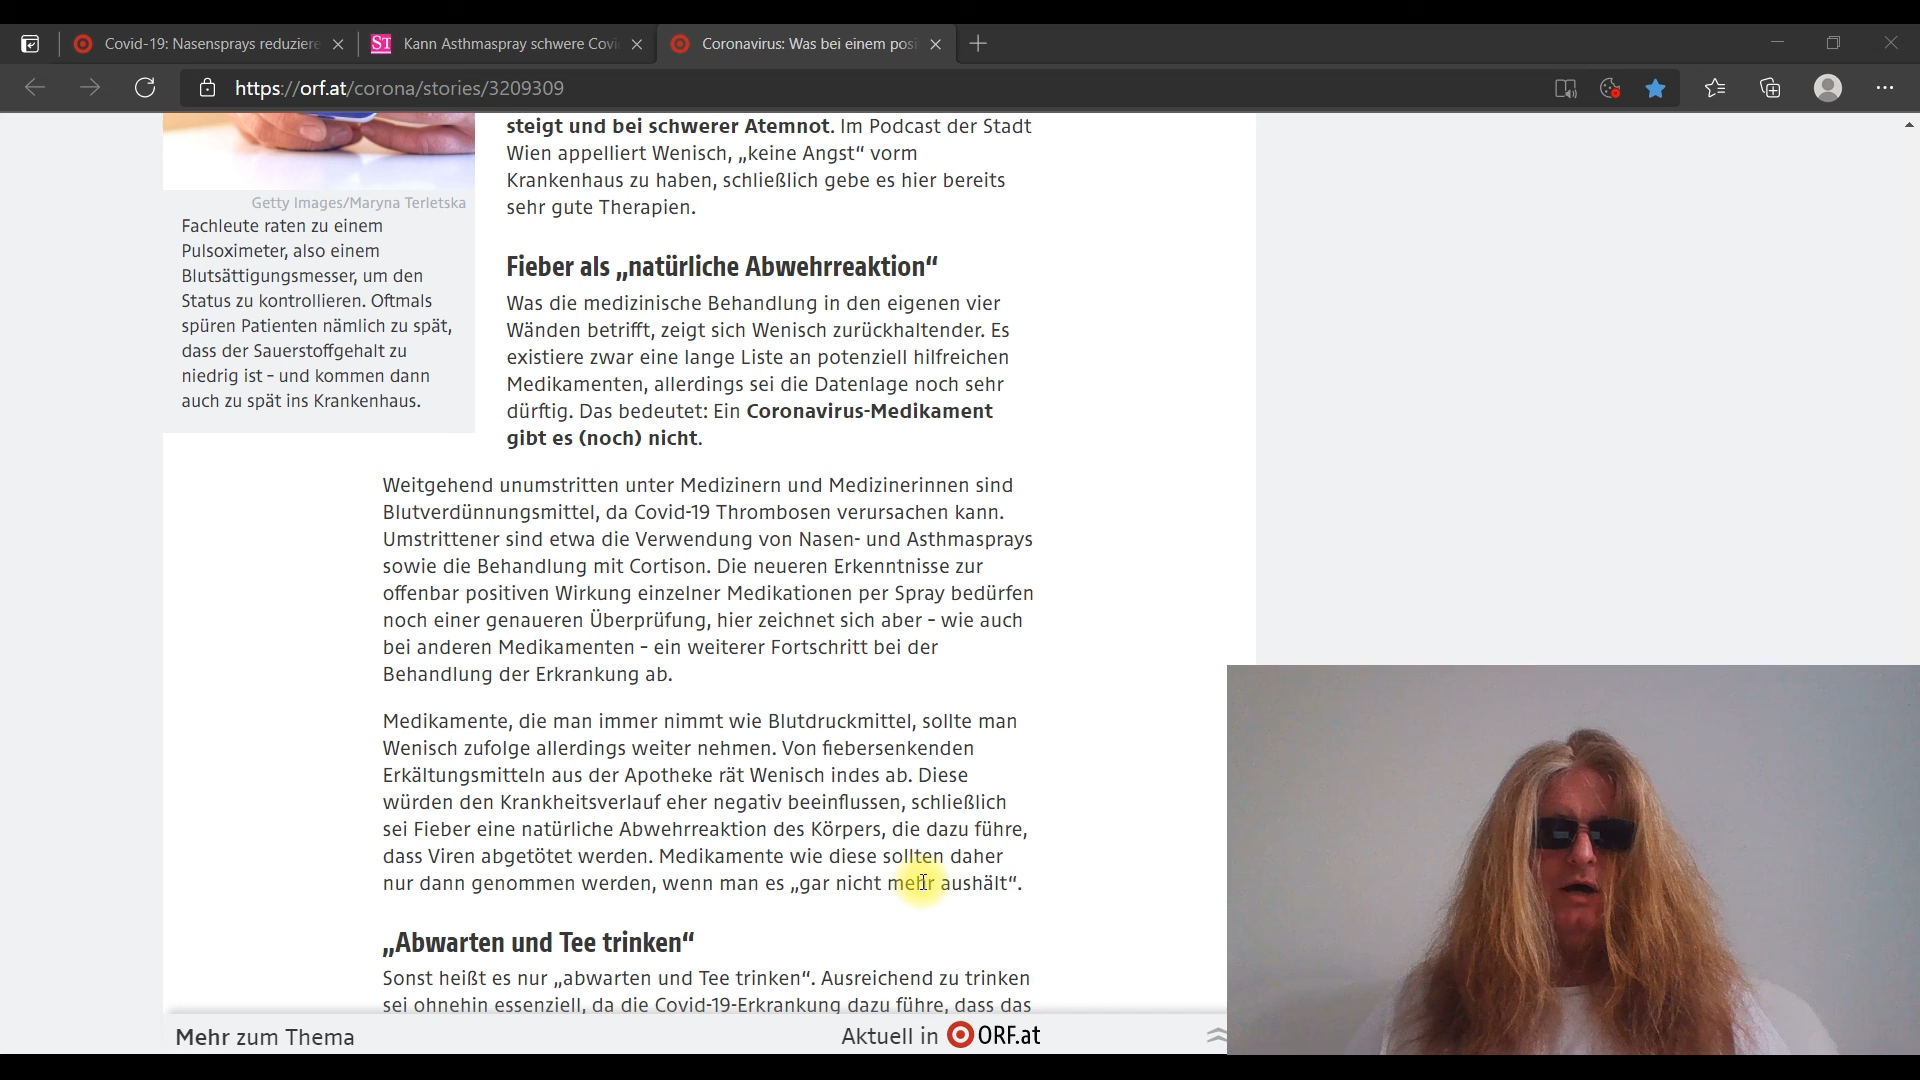 Covid-19: Nasensprays reduziere
ST Kann Asthmaspray schwere Covi
Coronavirus: Was bei einem posi
https://orf.at/corona/stories/3209309
steigt und bei schwerer Atemnot. Im Podcast der Stadt
Wien appelliert Wenisch, „keine Angst“ vorm
Krankenhaus zu haben, schließlich gebe es hier bereits
sehr gute Therapien.
Getty Images/Maryna Terletska
Fachleute raten zu einem
Pulsoximeter, also einem
Blutsättigungsmesser, um den
Status zu kontrollieren. Oftmals
spüren Patienten nämlich zu spät,
dass der Sauerstoffgehalt zu
niedrig ist – und kommen dann
auch zu spät ins Krankenhaus.
Fieber als „natürliche Abwehrreaktion“
Was die medizinische Behandlung in den eigenen vier
Wänden betrifft, zeigt sich Wenisch zurückhaltender. Es
existiere zwar eine lange Liste an potenziell hilfreichen
Medikamenten, allerdings sei die Datenlage noch sehr
dürftig. Das bedeutet: Ein Coronavirus-Medikament
gibt es (noch) nicht.
Weitgehend unumstritten unter Medizinern und Medizinerinnen sind
Blutverdünnungsmittel, da Covid-19 Thrombosen verursachen kann.
Umstrittener sind etwa die Verwendung von Nasen- und Asthmasprays
sowie die Behandlung mit Cortison. Die neueren Erkenntnisse zur
offenbar positiven Wirkung einzelner Medikationen per Spray bedürfen
noch einer genaueren Überprüfung, hier zeichnet sich aber – wie auch
bei anderen Medikamenten – ein weiterer Fortschritt bei der
Behandlung der Erkrankung ab.
Medikamente, die man immer nimmt wie Blutdruckmittel, sollte man
Wenisch zufolge allerdings weiter nehmen. Von fiebersenkenden
Erkältungsmitteln aus der Apotheke rät Wenisch indes ab. Diese
würden den Krankheitsverlauf eher negativ beeinflussen, schließlich
sei Fieber eine natürliche Abwehrreaktion des Körpers, die dazu führe,
dass Viren abgetötet werden. Medikamente wie diese sollten daher
nur dann genommen werden, wenn man es „gar nicht mehr aushält“.
„Abwarten und Tee trinken“
Sonst heißt es nur „abwarten und Tee trinken“. Ausreichend zu trinken
sei ohnehin essenziell, da die Covid-19-Erkrankung dazu führe, dass das
Mehr zum Thema
Aktuell in ORF.at